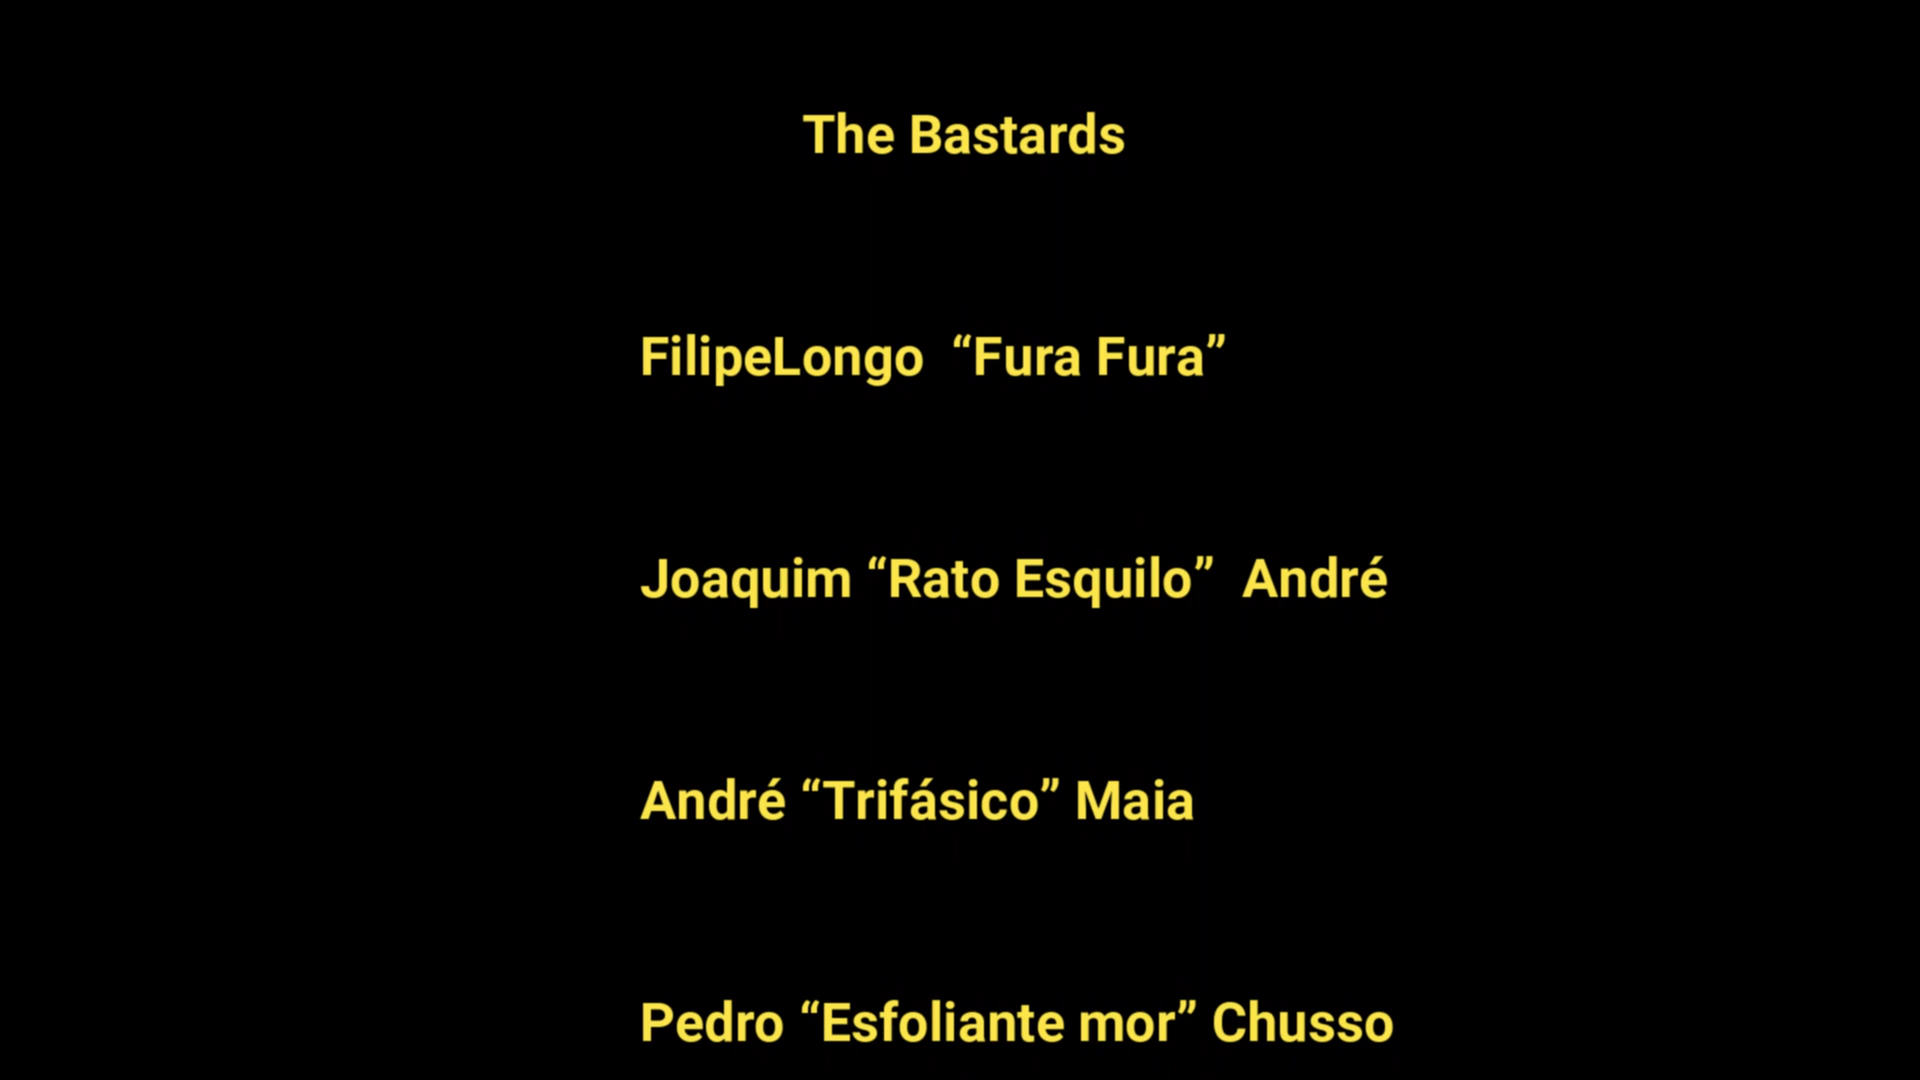 The Bastards
FilipeLongo  “Fura Fura”
Joaquim “Rato Esquilo”  André
André “Trifásico” Maia
Pedro “Esfoliante mor” Chusso